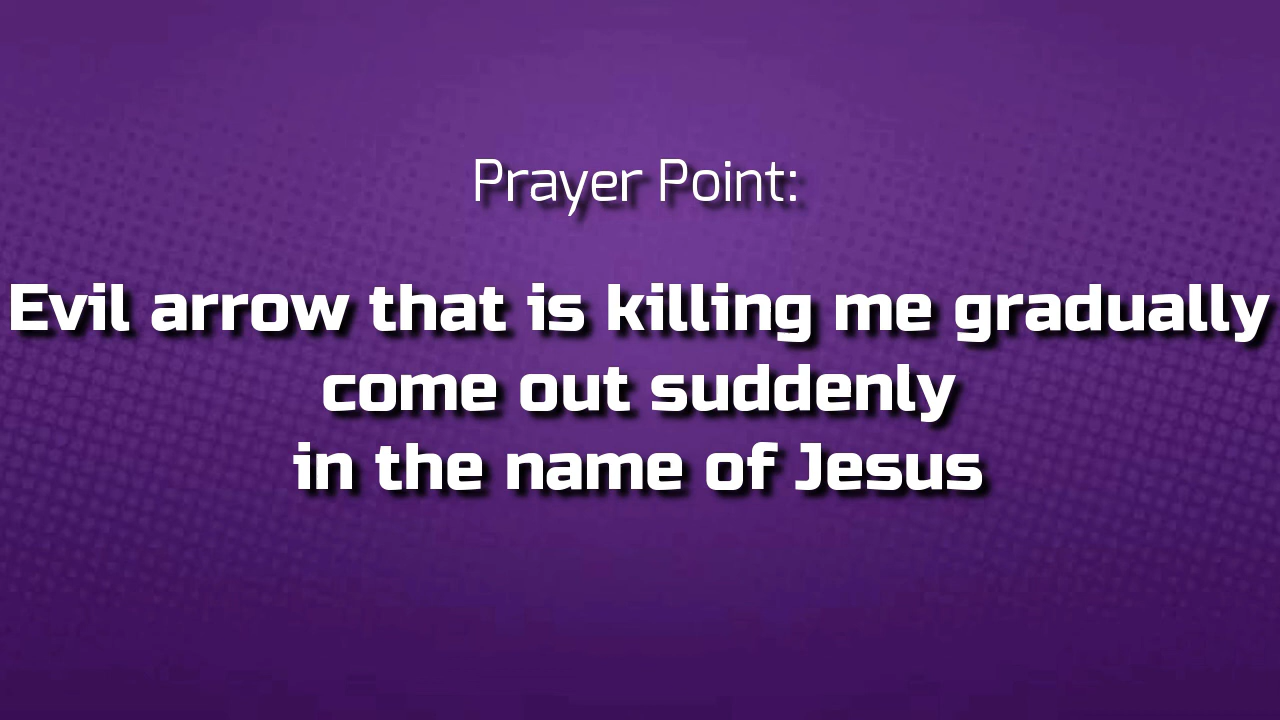 Prayer Point:
Evil arrow that is killing me gradually
come out suddenly
in the name of Jesus